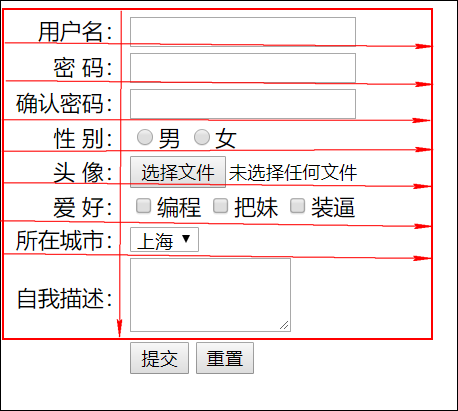 用户名：
密 码：
确认密码：
性 别： 男 女
头 像： 选择文件 未选择任何文件
爱 好： 编程 把妹 装逼
所在城市： 上海
自我描述：
提交 重置